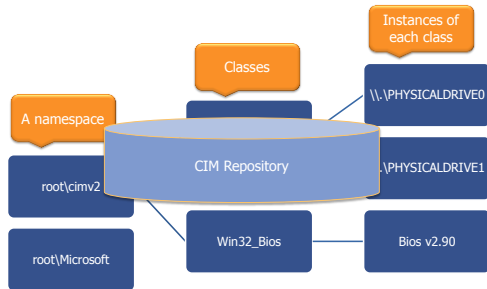 Instances of
each class
Classes
\\.\PHYSICALDRIVE0
A namespace
CIM Repository
.\PHYSICALDRIVE1
root\cimv2
Win32_Bios
Bios v2.90
root\Microsoft